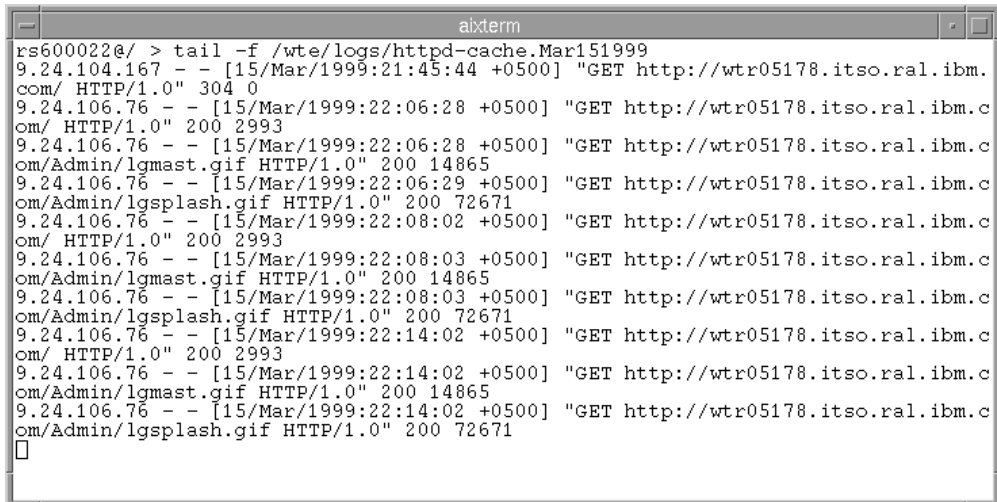 aixterm
rs600022@/ > tail -f /wte/logs/httpd-cache.Mar151999
9.24.104.167 - - [15/Mar/1999:21:45:44 +0500] "GET http://wtr05178.itso.ral.ibm.
com/ HTTP/1.0" 304 0
9.24.106.76 - - [15/Mar/1999:22:06:28 +0500] "GET http://wtr05178.itso.ral.ibm.c
om/ HTTP/1.0" 200 2993
9.24.106.76 - - [15/Mar/1999:22:06:28 +0500] "GET http://wtr05178.itso.ral.ibm.c
om/Admin/lgmast.gif HTTP/1.0" 200 14865
9.24.106.76 - - [15/Mar/1999:22:06:29 +0500] "GET http://wtr05178.itso.ral.ibm.c
om/Admin/lgsplash.gif HTTP/1.0" 200 72671
9.24.106.76 - - [15/Mar/1999:22:08:02 +0500] "GET http://wtr05178.itso.ral.ibm.c
om/ HTTP/1.0" 200 2993
9.24.106.76 - - [15/Mar/1999:22:08:03 +0500] "GET http://wtr05178.itso.ral.ibm.c
om/Admin/lgmast.gif HTTP/1.0" 200 14865
9.24.106.76 - - [15/Mar/1999:22:08:03 +0500] "GET http://wtr05178.itso.ral.ibm.c
om/Admin/lgsplash.gif HTTP/1.0" 200 72671
9.24.106.76 - - [15/Mar/1999:22:14:02 +0500] "GET http://wtr05178.itso.ral.ibm.c
om/ HTTP/1.0" 200 2993
9.24.106.76 - - [15/Mar/1999:22:14:02 +0500] "GET http://wtr05178.itso.ral.ibm.c
om/Admin/lgmast.gif HTTP/1.0" 200 14865
9.24.106.76 - - [15/Mar/1999:22:14:02 +0500] "GET http://wtr05178.itso.ral.ibm.c
om/Admin/lgsplash.gif HTTP/1.0" 200 72671